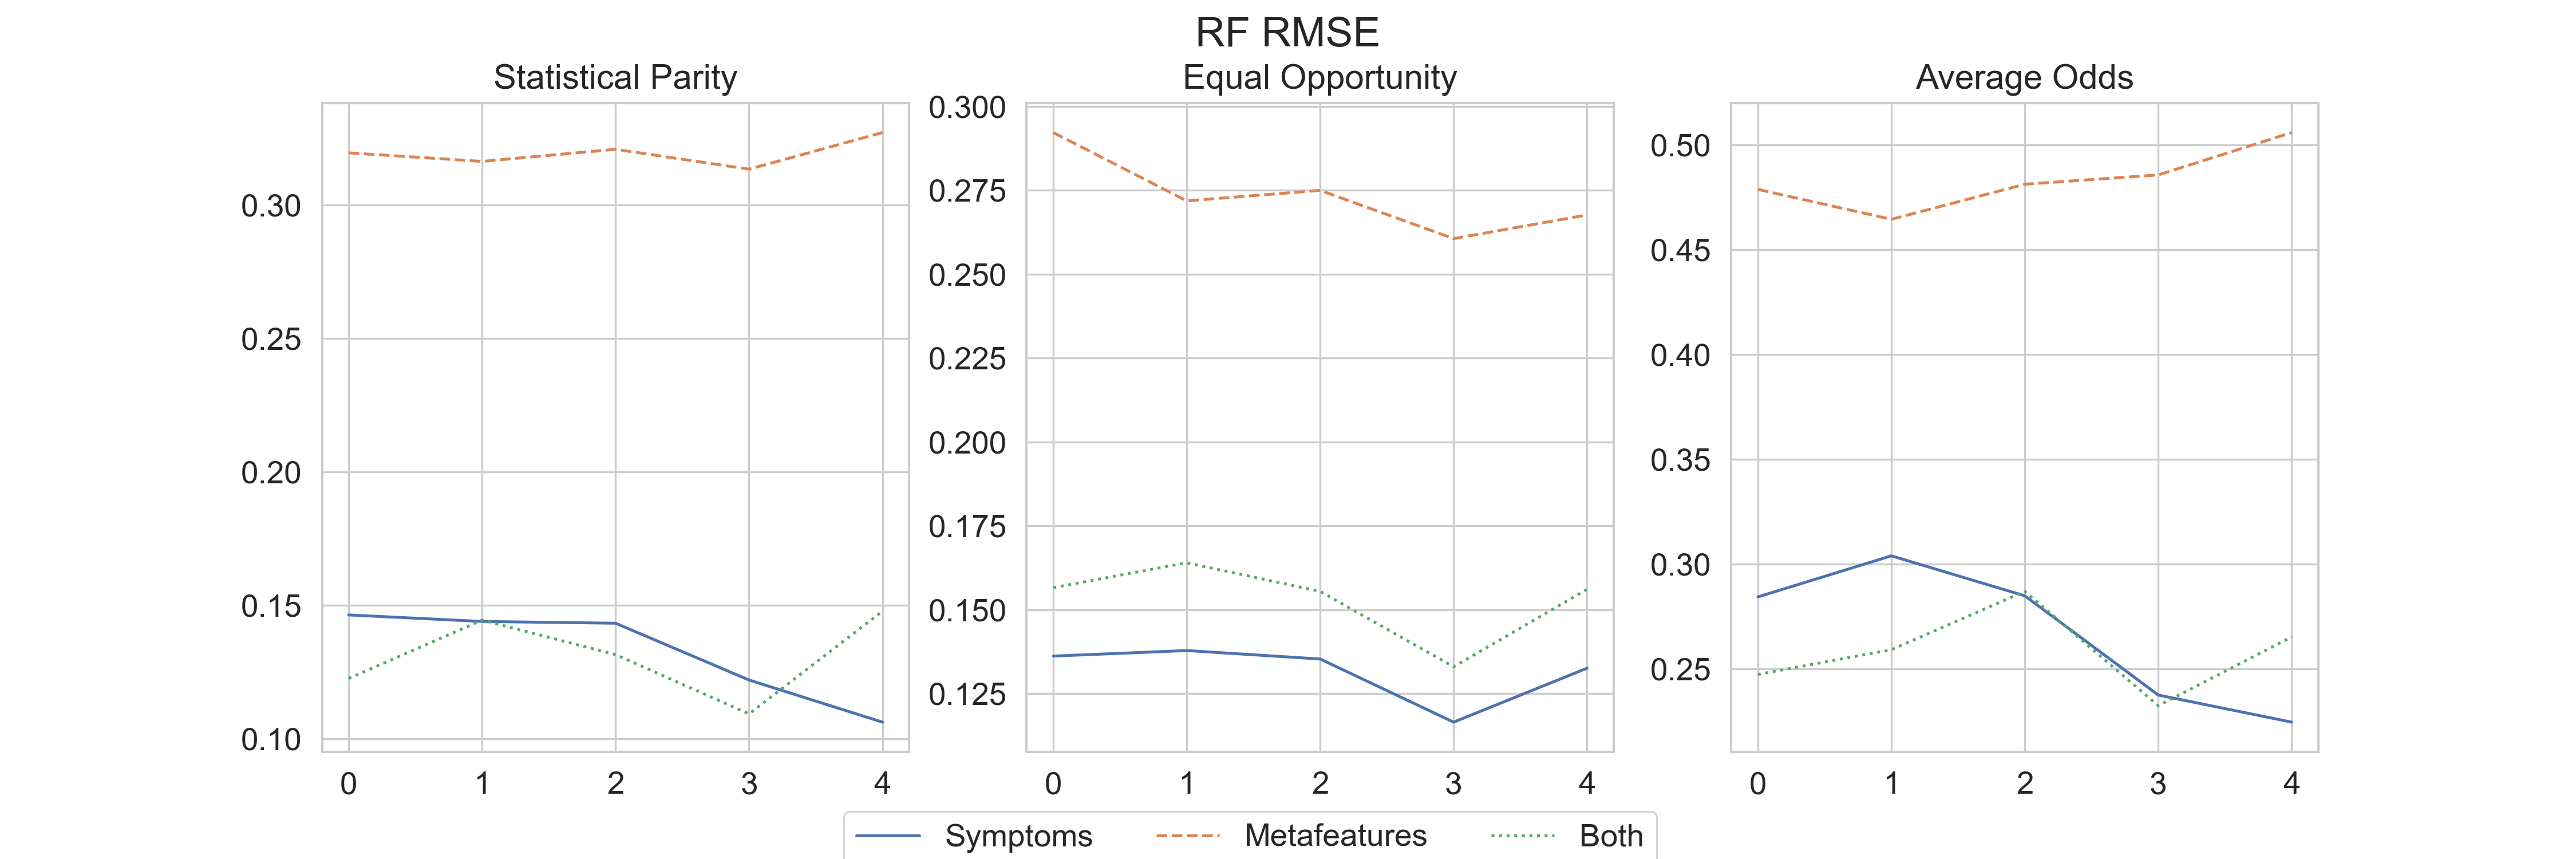 RF RMSE
Statistical Parity
0.30
0.25
0.20
0.15
0.10
0 1 2 3 4
Equal Opportunity
0.300
0.275
0.250
0.225
0.200
0.175
0.150
0.125
0 1 2 3 4
Average Odds
0.50
0.45
0.40
0.35
0.30
0.25
0 1 2 3 4
Symptoms Metafeatures Both